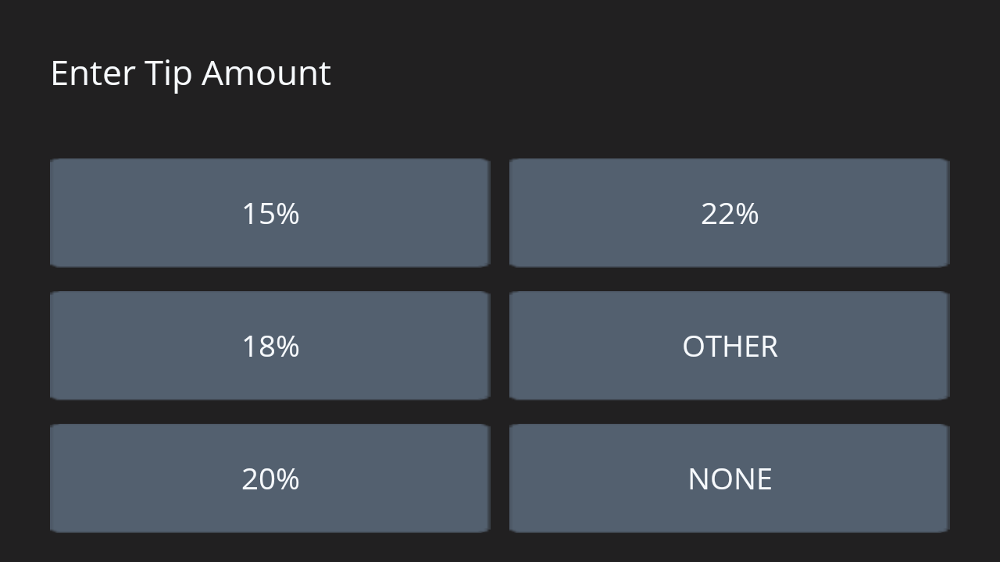 Enter Tip Amount
15%
22%
18%
OTHER
20%
NONE